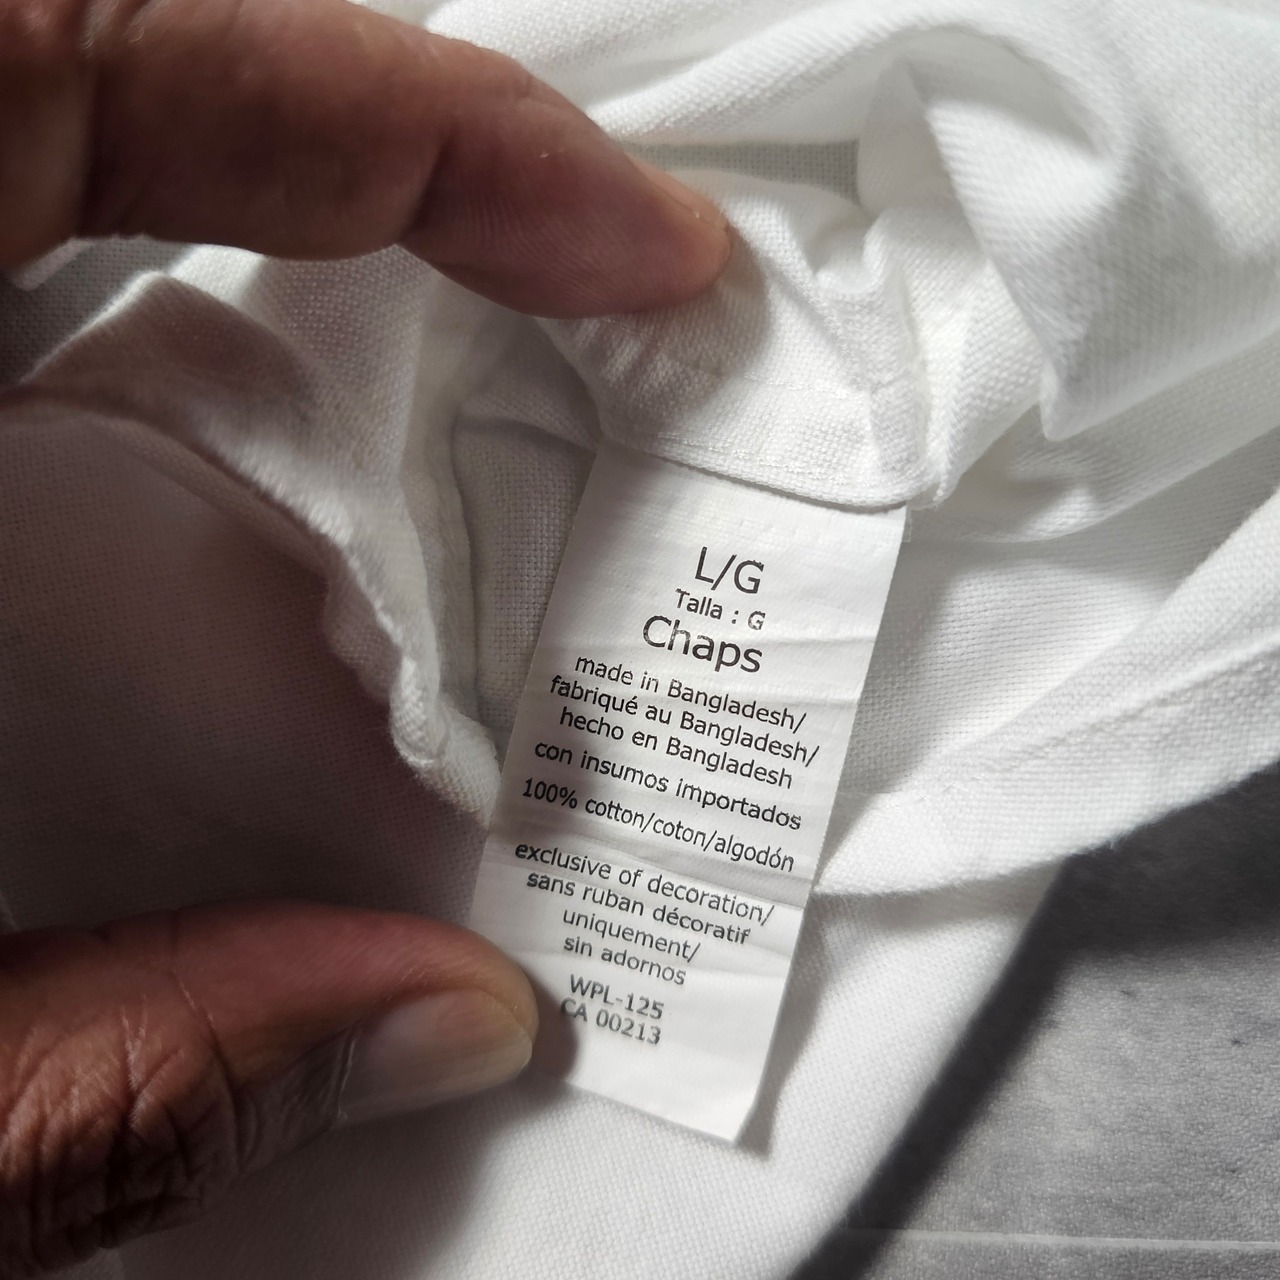 L/G
Talla : G
Chaps
made in Bangladesh/
fabriqué au Bangladesh/
hecho en Bangladesh
con insumos importados
100% cotton/coton/algodón
exclusive of decoration/
sans ruban décoratif
uniquement/
sin adornos
WPL-125
CA 00213